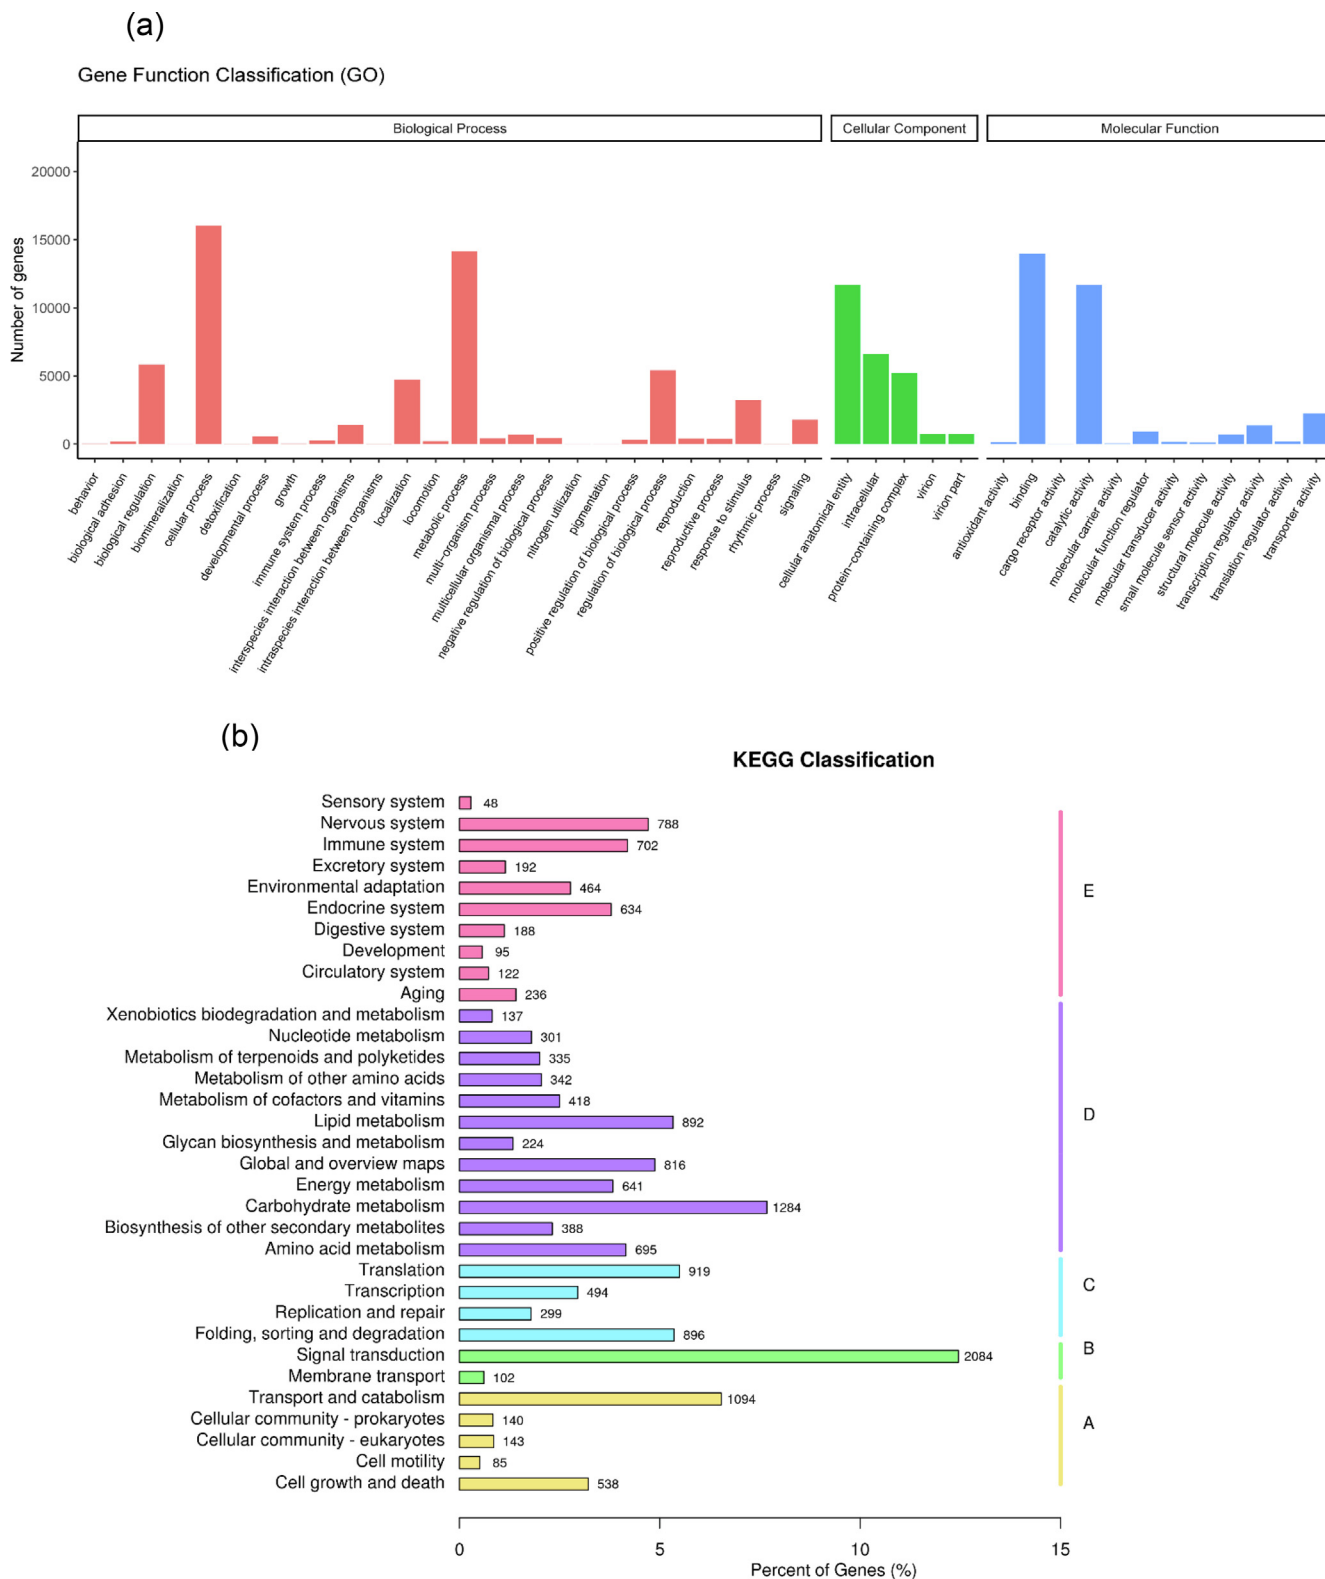 (a)
Gene Function Classification (GO)
Biological Process
Cellular Component
Molecular Function
Number of genes
20000
15000
10000
5000
0
behavior
biological adhesion
biological regulation
biomineralization
cellular process
detoxification
developmental process
growth
immune system process
interspecies interaction between organisms
intraspecies interaction between organisms
localization
locomotion
metabolic process
multi-organism process
multicellular organismal process
negative regulation of biological process
nitrogen utilization
pigmentation
positive regulation of biological process
regulation of biological process
reproduction
reproductive process
response to stimulus
rhythmic process
signaling
cellular anatomical entity
intracellular
protein-containing complex
virion
virion part
antioxidant activity
binding
cargo receptor activity
catalytic activity
molecular carrier activity
molecular function regulator
molecular transducer activity
small molecule sensor activity
structural molecule activity
transcription regulator activity
translation regulator activity
transporter activity
(b)
KEGG Classification
Sensory system 48
Nervous system 788
Immune system 702
Excretory system 192
Environmental adaptation 464
E
Endocrine system 634
Digestive system 188
Development 95
Circulatory system 122
Aging 236
Xenobiotics biodegradation and metabolism 137
Nucleotide metabolism 301
Metabolism of terpenoids and polyketides 335
Metabolism of other amino acids 342
Metabolism of cofactors and vitamins 418
D
Lipid metabolism 892
Glycan biosynthesis and metabolism 224
Global and overview maps 816
Energy metabolism 641
Carbohydrate metabolism 1284
Biosynthesis of other secondary metabolites 388
Amino acid metabolism 695
Translation 919
C
Transcription 494
Replication and repair 299
Folding, sorting and degradation 896
B
Signal transduction 2084
Membrane transport 102
Transport and catabolism 1094
Cellular community - prokaryotes 140
A
Cellular community - eukaryotes 143
Cell motility 85
Cell growth and death 538
0 5 10 15
Percent of Genes (%)